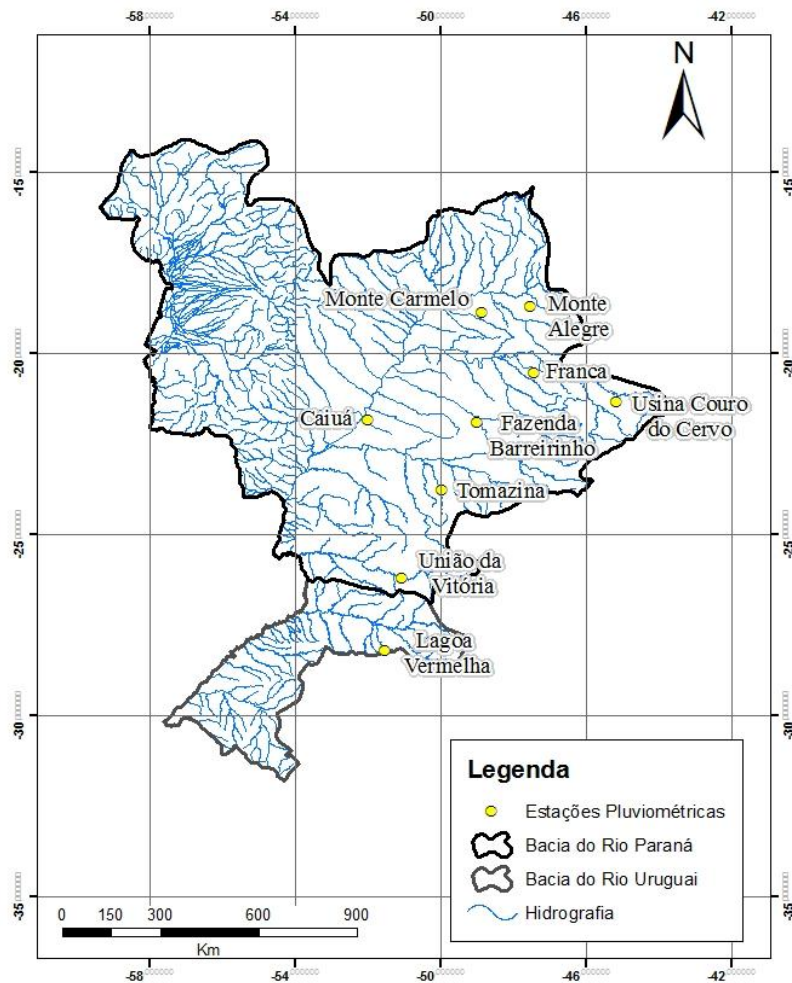 -58
-54
-50
-46
-42
N
-15
-15
Monte Carmelo
Monte
Alegre
-20
-20
Franca
Caiuá
Fazenda
Barreirinho
Usina Couro
do Cervo
Tomazina
-25
-25
União da
Vitória
Lagoa
Vermelha
-30
-30
Legenda
Estações Pluviométricas
Bacia do Rio Paraná
Bacia do Rio Uruguai
Hidrografia
-35
-35
0 150 300 600 900
Km
-58
-54
-50
-46
-42